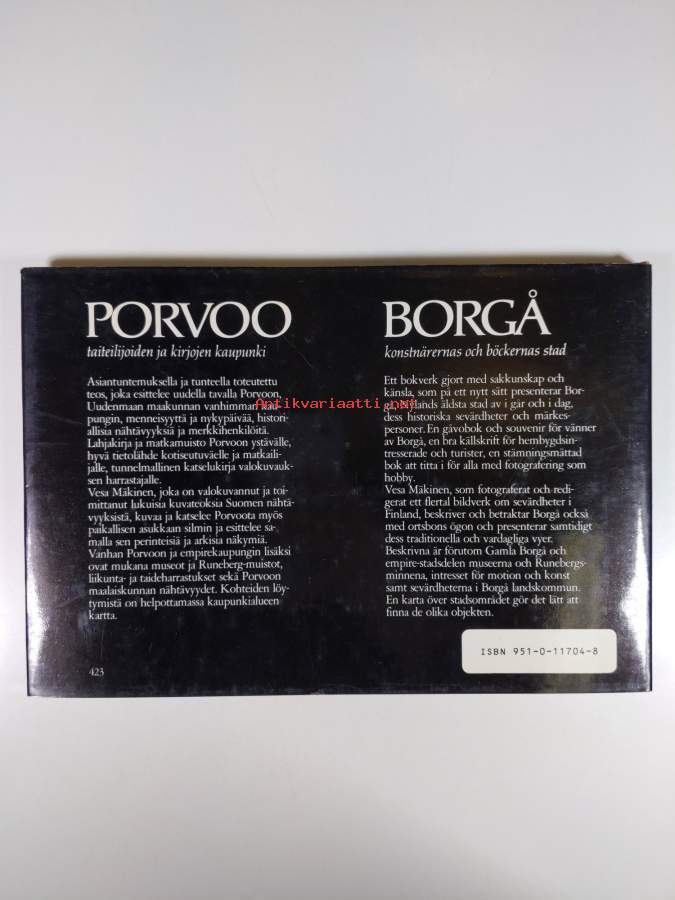 PORVOO
taiteilijoiden ja kirjojen kaupunki
Asiantuntemuksella ja tunteella toteutettu
teos, joka esittelee uudella tavalla Porvoon,
Uudenmaan maakunnan vanhimman kau-
pungin, menneisyyttä ja nykypäivää, histori-
allisia nähtävyyksiä ja merkkihenkilöitä.
Lahjakirja ja matkamuisto Porvoon ystävälle,
hyvä tietolähde kotiseutuväelle ja matkaili-
jalle, tunnelmallinen katselukirja valokuvauk-
sen harrastajalle.
Vesa Mäkinen, joka on valokuvannut ja toi-
mittanut lukuisia kuvateoksia Suomen nähtä-
vyyksistä, kuvaa ja katselee Porvoota myös
paikallisen asukkaan silmin ja esittelee sa-
malla sen perinteisiä ja arkisia näkymiä.
Vanhan Porvoon ja empirekaupungin lisäksi
ovat mukana museot ja Runeberg-muistot,
liikunta- ja taideharrastukset sekä Porvoon
maalaiskunnan nähtävyydet. Kohteiden löy-
tymistä on helpottamassa kaupunkialueen
kartta.
423
BORGÅ
konstnärernas och böckernas stad
Ett bokverk gjort med sakkunskap och
känsla, som på ett nytt sätt presenterar Bor-
gå, Nylands äldsta stad av i går och i dag,
dess historiska sevärdheter och märkes-
personer. En gåvobok och souvenir för vänner
av Borgå, en bra källskrift för hembygdsin-
tresserade och turister, en stämningsmättad
bok att titta i för alla med fotografering som
hobby.
Vesa Mäkinen, som fotograferat och redi-
gerat ett flertal bildverk om sevärdheter i
Finland, beskriver och betraktar Borgå också
med ortsbons ögon och presenterar samtidigt
dess traditionella och vardagliga vyer.
Beskrivna är förutom Gamla Borgå och
empire-stadsdelen museerna och Runebergs-
minnena, intresset för motion och konst
samt sevärdheterna i Borgå landskommun.
En karta över stadsområdet gör det lätt att
finna de olika objekten.
ISBN 951-0-11704-8
Antikvariaatti.net